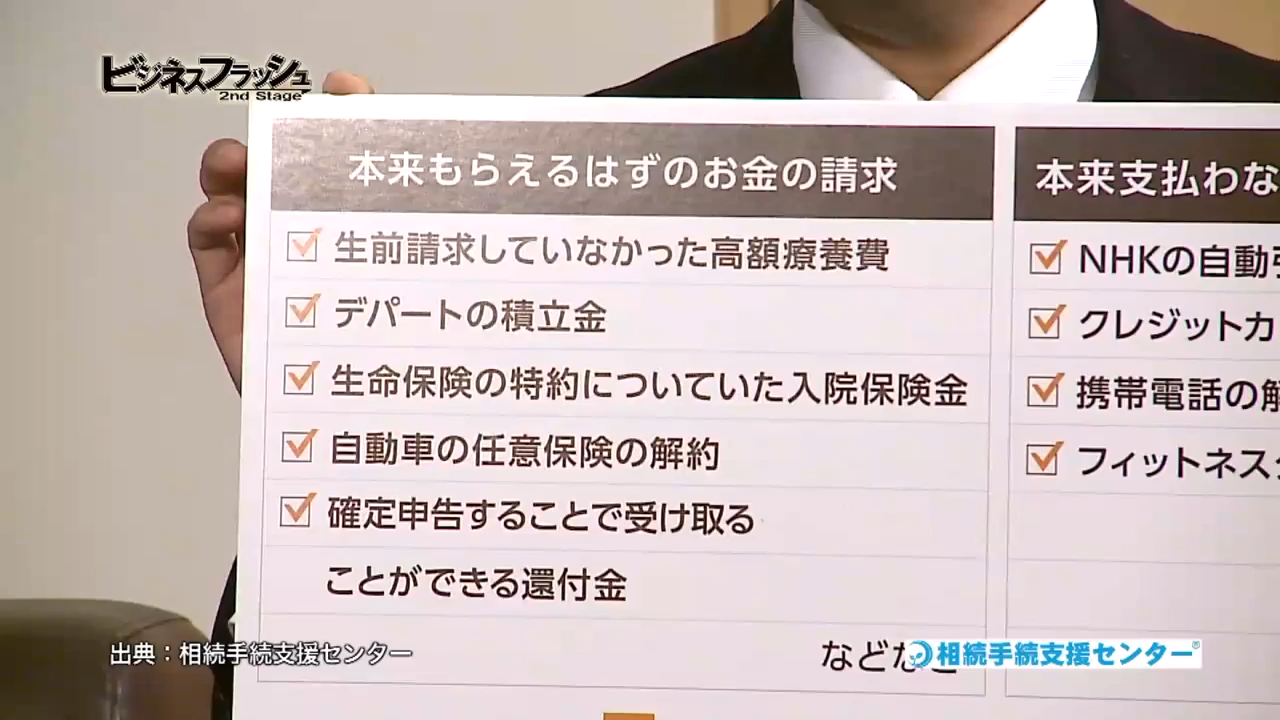 ビジネスフラッシュ
2nd Stage
本来もらえるはずのお金の請求
生前請求していなかった高額療養費
デパートの積立金
生命保険の特約についていた入院保険金
自動車の任意保険の解約
確定申告することで受け取る
ことができる還付金
などなど
本来支払わな
NHKの自動
クレジットカ
携帯電話の解
フィットネス
出典：相続手続支援センター
相続手続支援センター®